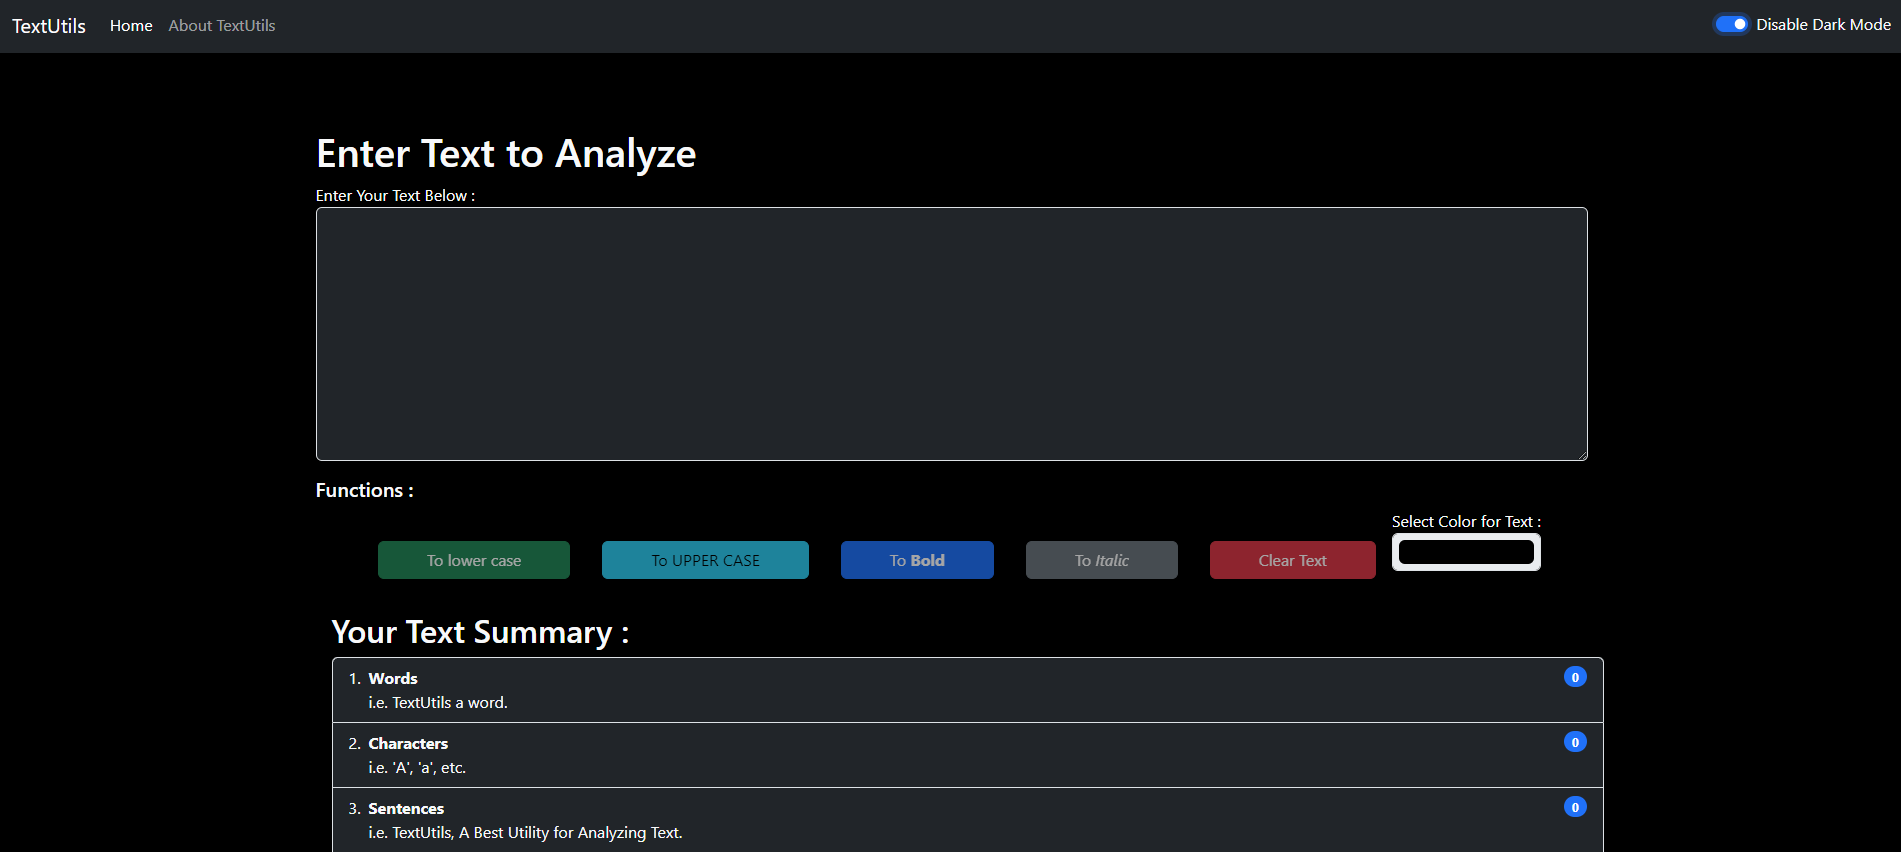 TextUtils Home About TextUtils Disable Dark Mode
Enter Text to Analyze
Enter Your Text Below :
Functions :
Select Color for Text :
To lower case To UPPER CASE To Bold To Italic Clear Text
Your Text Summary :
1. Words 0
i.e. TextUtils a word.
2. Characters 0
i.e. 'A', 'a', etc.
3. Sentences 0
i.e. TextUtils, A Best Utility for Analyzing Text.